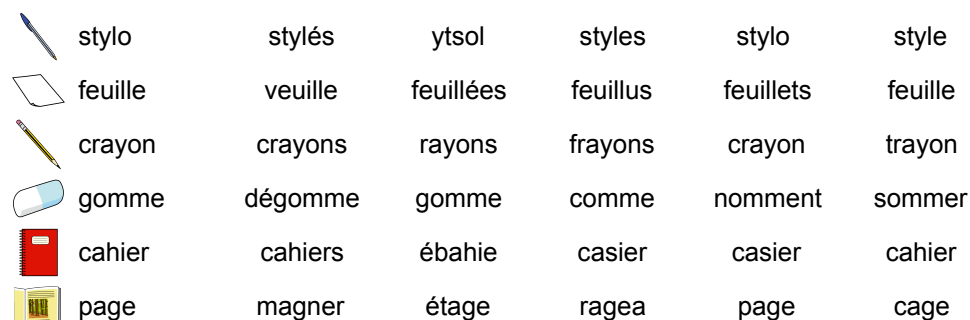 stylo stylés ytsol styles stylo style
feuille veuille feuillées feuillus feuillets feuille
crayon crayons rayons frayons crayon trayon
gomme dégomme gomme comme nomment sommer
cahier cahiers ébahie casier casier cahier
page magner étage ragea page cage